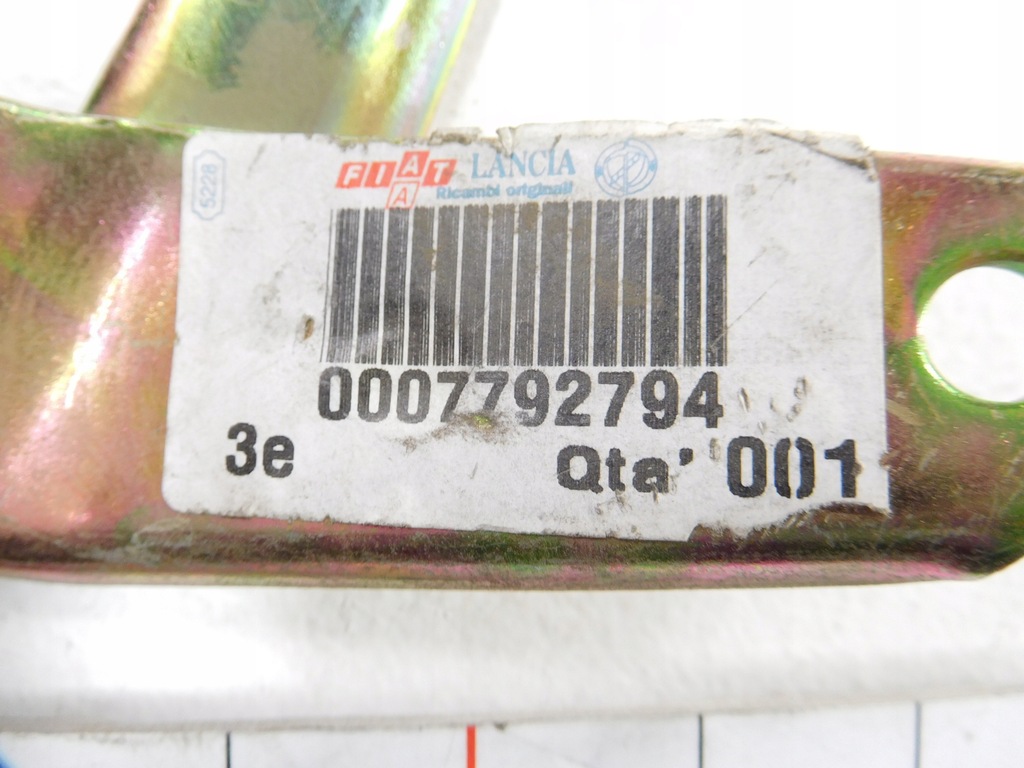 5228
FIAT LANCIA
A
Ricambi originali
0007792794
3e Qta' 001